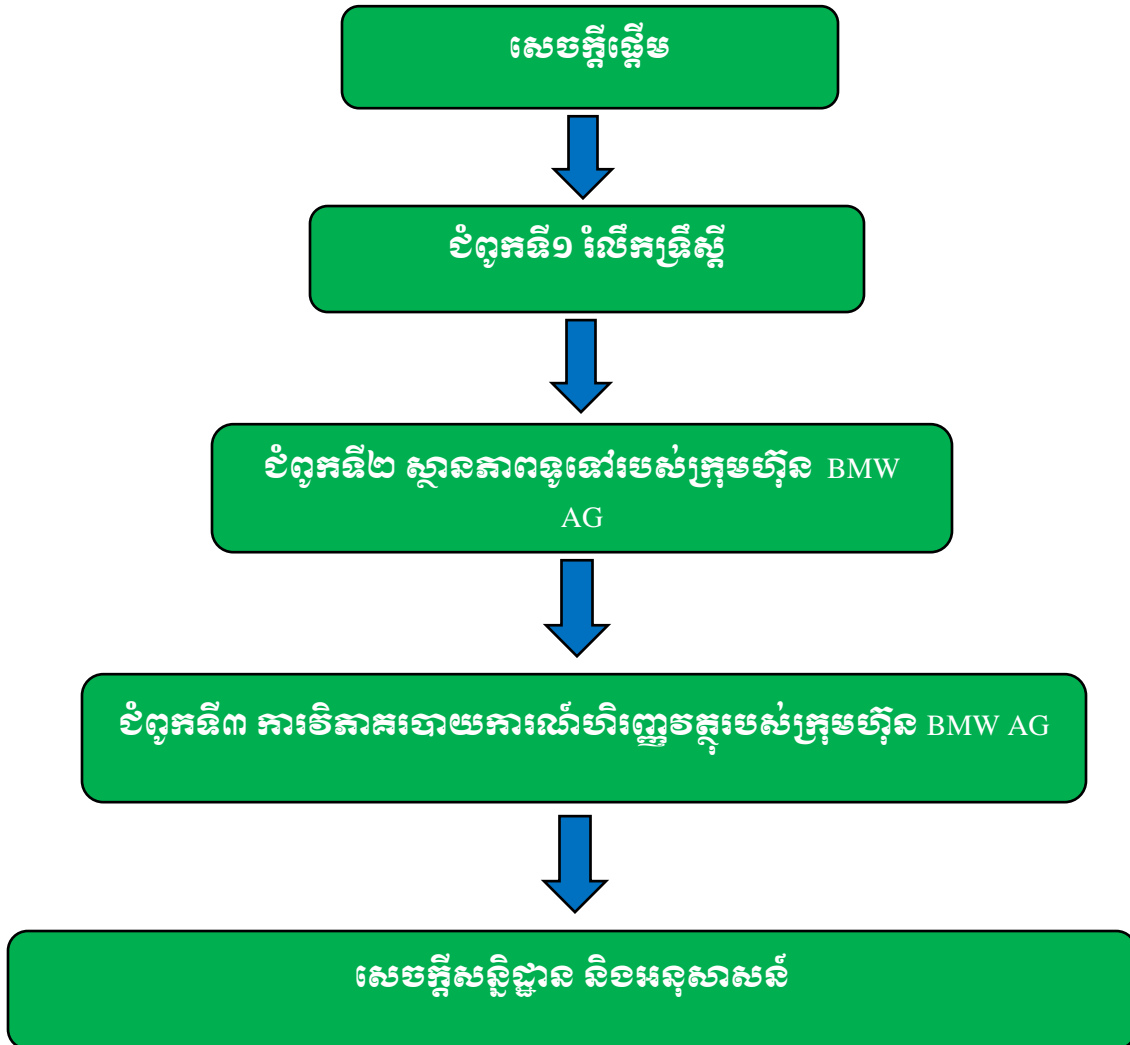 សេចក្តីផ្តើម
ជំពូកទី១ រំលឹកទ្រឹស្តី
ជំពូកទី២ ស្ថានភាពទូទៅរបស់ក្រុមហ៊ុន BMW
AG
ជំពូកទី៣ ការវិភាគរបាយការណ៍ហិរញ្ញវត្ថុរបស់ក្រុមហ៊ុន BMW AG
សេចក្តីសន្និដ្ឋាន និងអនុសាសន៍